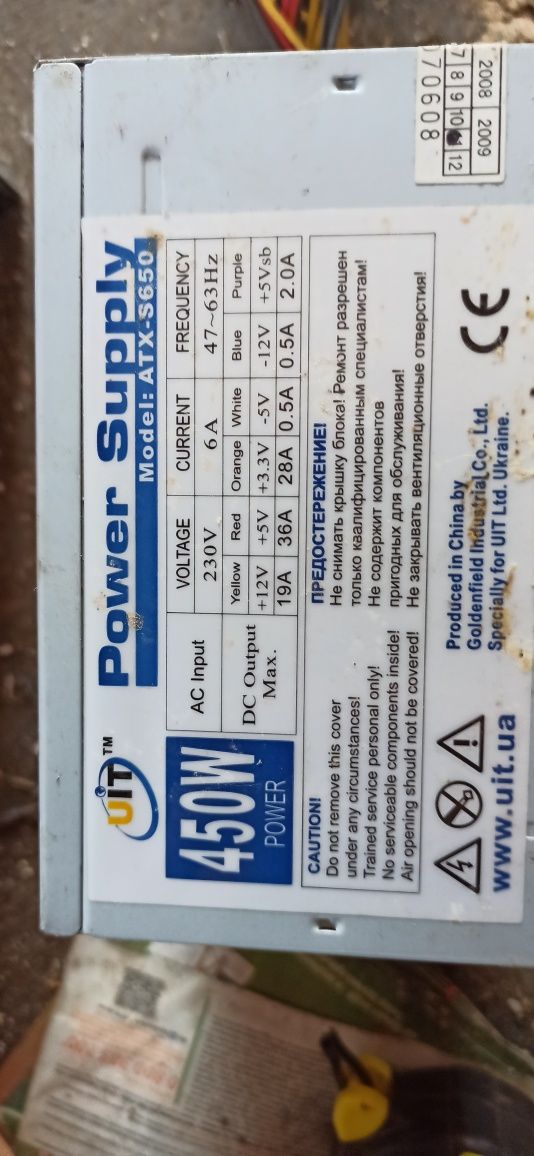 UIT™
Power Supply
Model: ATX-S650
450W
POWER
AC Input VOLTAGE CURRENT FREQUENCY
230V 6A 47~63Hz
DC Output Yellow Red Orange White Blue Purple
Max. +12V +5V +3.3V -5V -12V +5Vsb
19A 36A 28A 0.5A 0.5A 2.0A
CAUTION!
Do not remove this cover
under any circumstances!
Trained service personal only!
No serviceable components inside!
Air opening should not be covered!
ПРЕДОСТЕРЕЖЕНИЕ!
Не снимать крышку блока! Ремонт разрешен
только каалифицированным специалистам!
Не содержит компонентов
пригодных для обслуживания!
Не закрывать вентиляционные отверстия!
www.uit.ua
Produced in China by
Goldenfield Industrial Co., Ltd.
Specially for UIT Ltd. Ukraine.
CE
2008 2009
7 8 9 10 12
070608